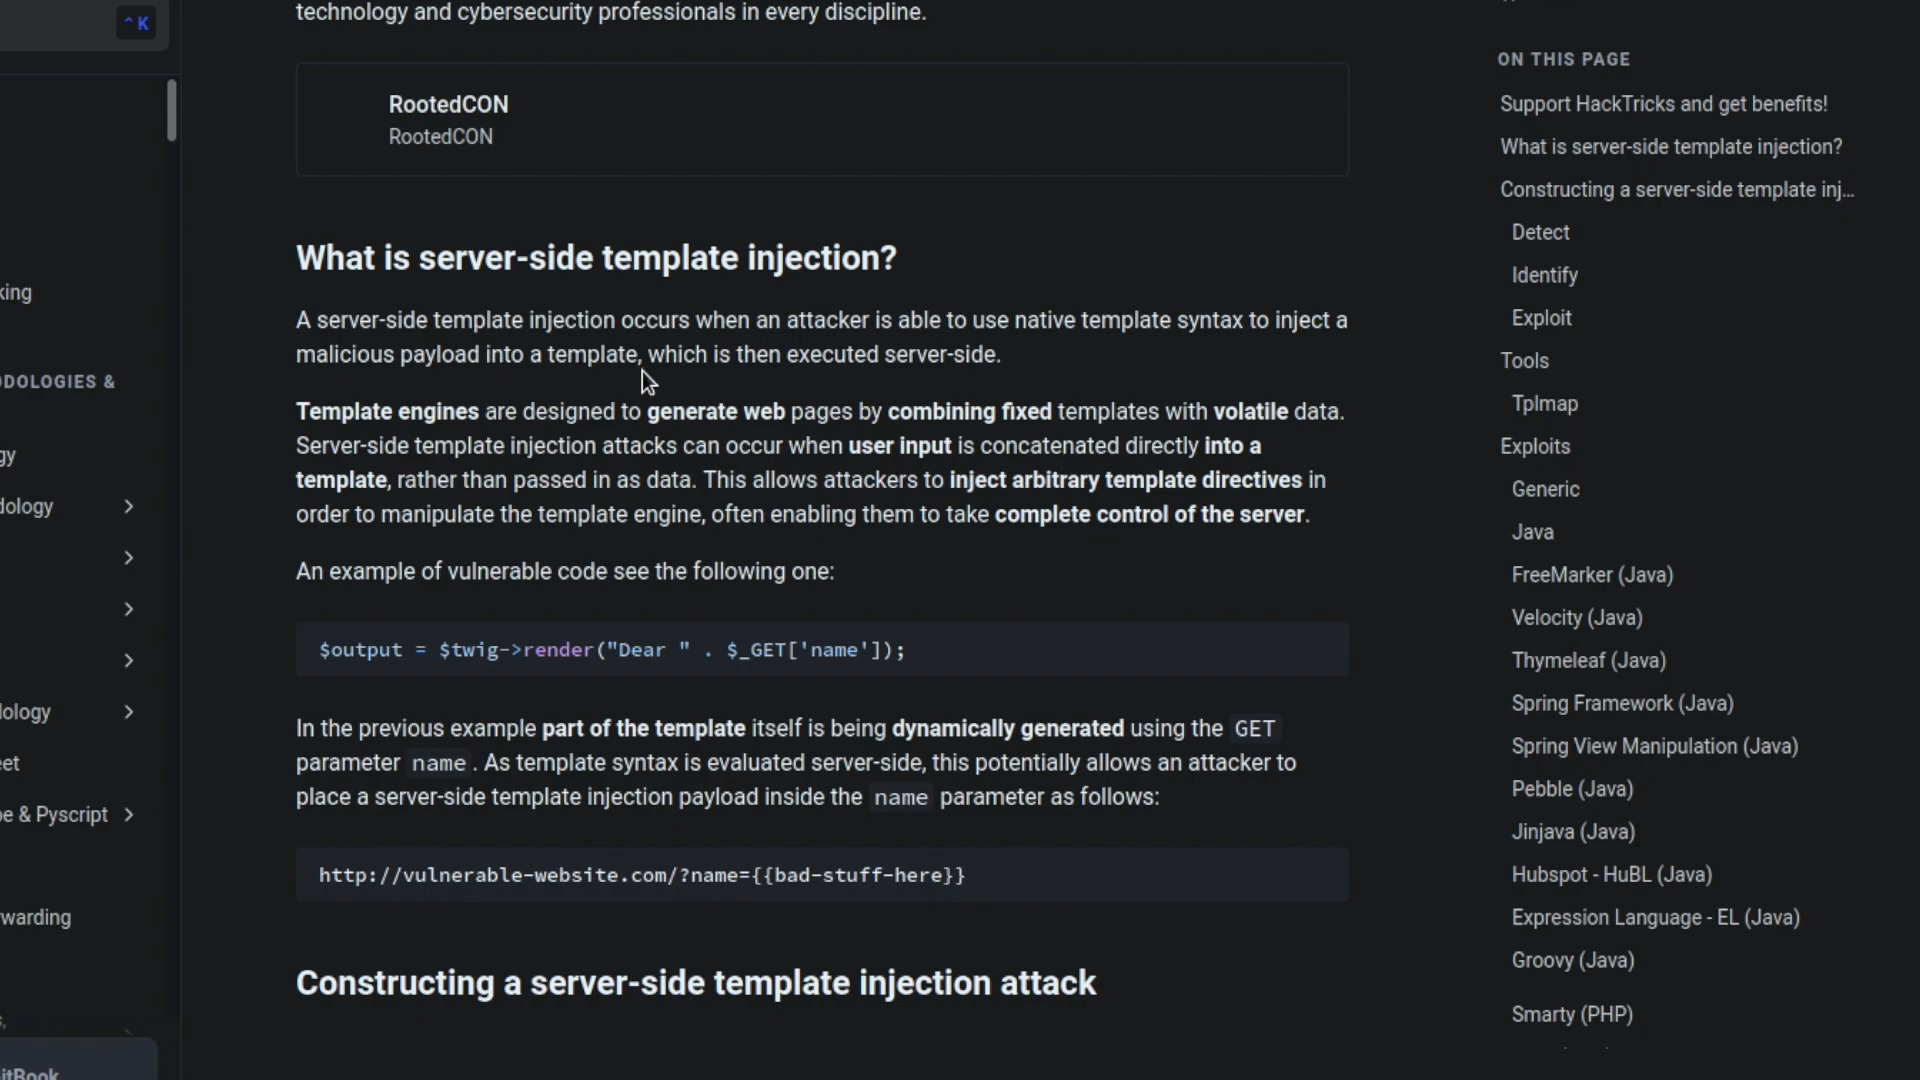 technology and cybersecurity professionals in every discipline.
^ K
RootedCON
RootedCON
What is server-side template injection?
A server-side template injection occurs when an attacker is able to use native template syntax to inject a
malicious payload into a template, which is then executed server-side.
Template engines are designed to generate web pages by combining fixed templates with volatile data.
Server-side template injection attacks can occur when user input is concatenated directly into a
template, rather than passed in as data. This allows attackers to inject arbitrary template directives in
order to manipulate the template engine, often enabling them to take complete control of the server.
An example of vulnerable code see the following one:
$output = $twig->render("Dear " . $_GET['name']);
In the previous example part of the template itself is being dynamically generated using the GET
parameter name. As template syntax is evaluated server-side, this potentially allows an attacker to
place a server-side template injection payload inside the name parameter as follows:
http://vulnerable-website.com/?name={{bad-stuff-here}}
Constructing a server-side template injection attack
king
ODOLOGIES &
gy
dology
lology
eet
pe & Pyscript
rwarding
itBook
ON THIS PAGE
Support HackTricks and get benefits!
What is server-side template injection?
Constructing a server-side template inj...
Detect
Identify
Exploit
Tools
Tplmap
Exploits
Generic
Java
FreeMarker (Java)
Velocity (Java)
Thymeleaf (Java)
Spring Framework (Java)
Spring View Manipulation (Java)
Pebble (Java)
Jinjava (Java)
Hubspot - HuBL (Java)
Expression Language - EL (Java)
Groovy (Java)
Smarty (PHP)